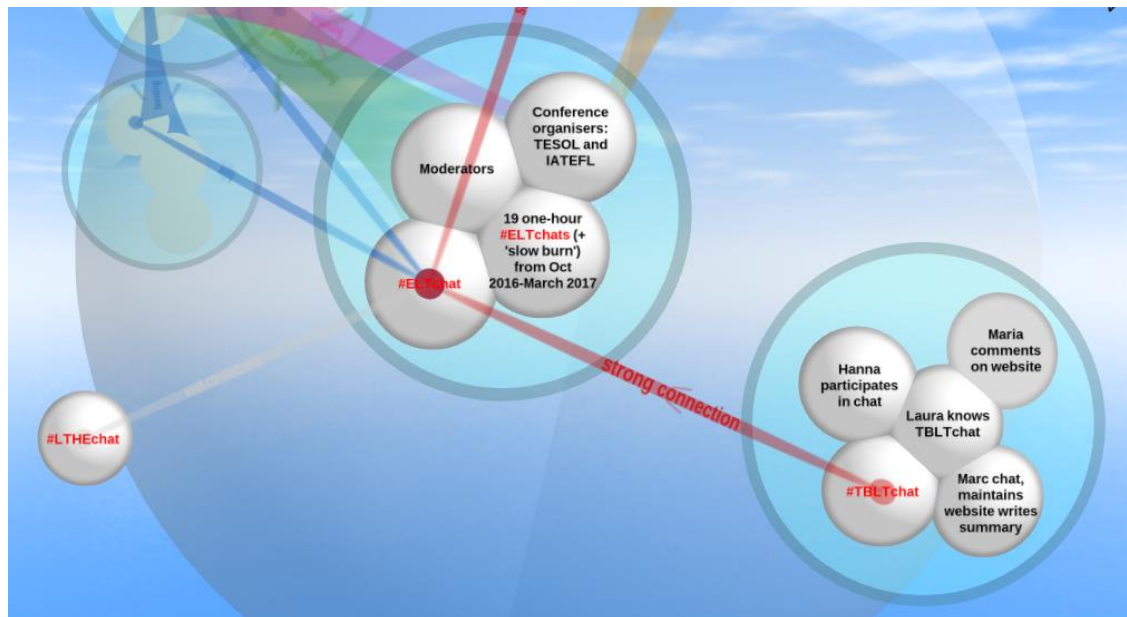 Conference
organisers:
TESOL and
IATEFL
Moderators
19 one-hour
#ELTchats (+
'slow burn')
from Oct
2016-March 2017
#ELTchat
strong connection
Maria
comments
on website
Hanna
participates
in chat
Laura knows
TBLTchat
#LTHEchat
#TBLTchat
Marc chat,
maintains
website writes
summary